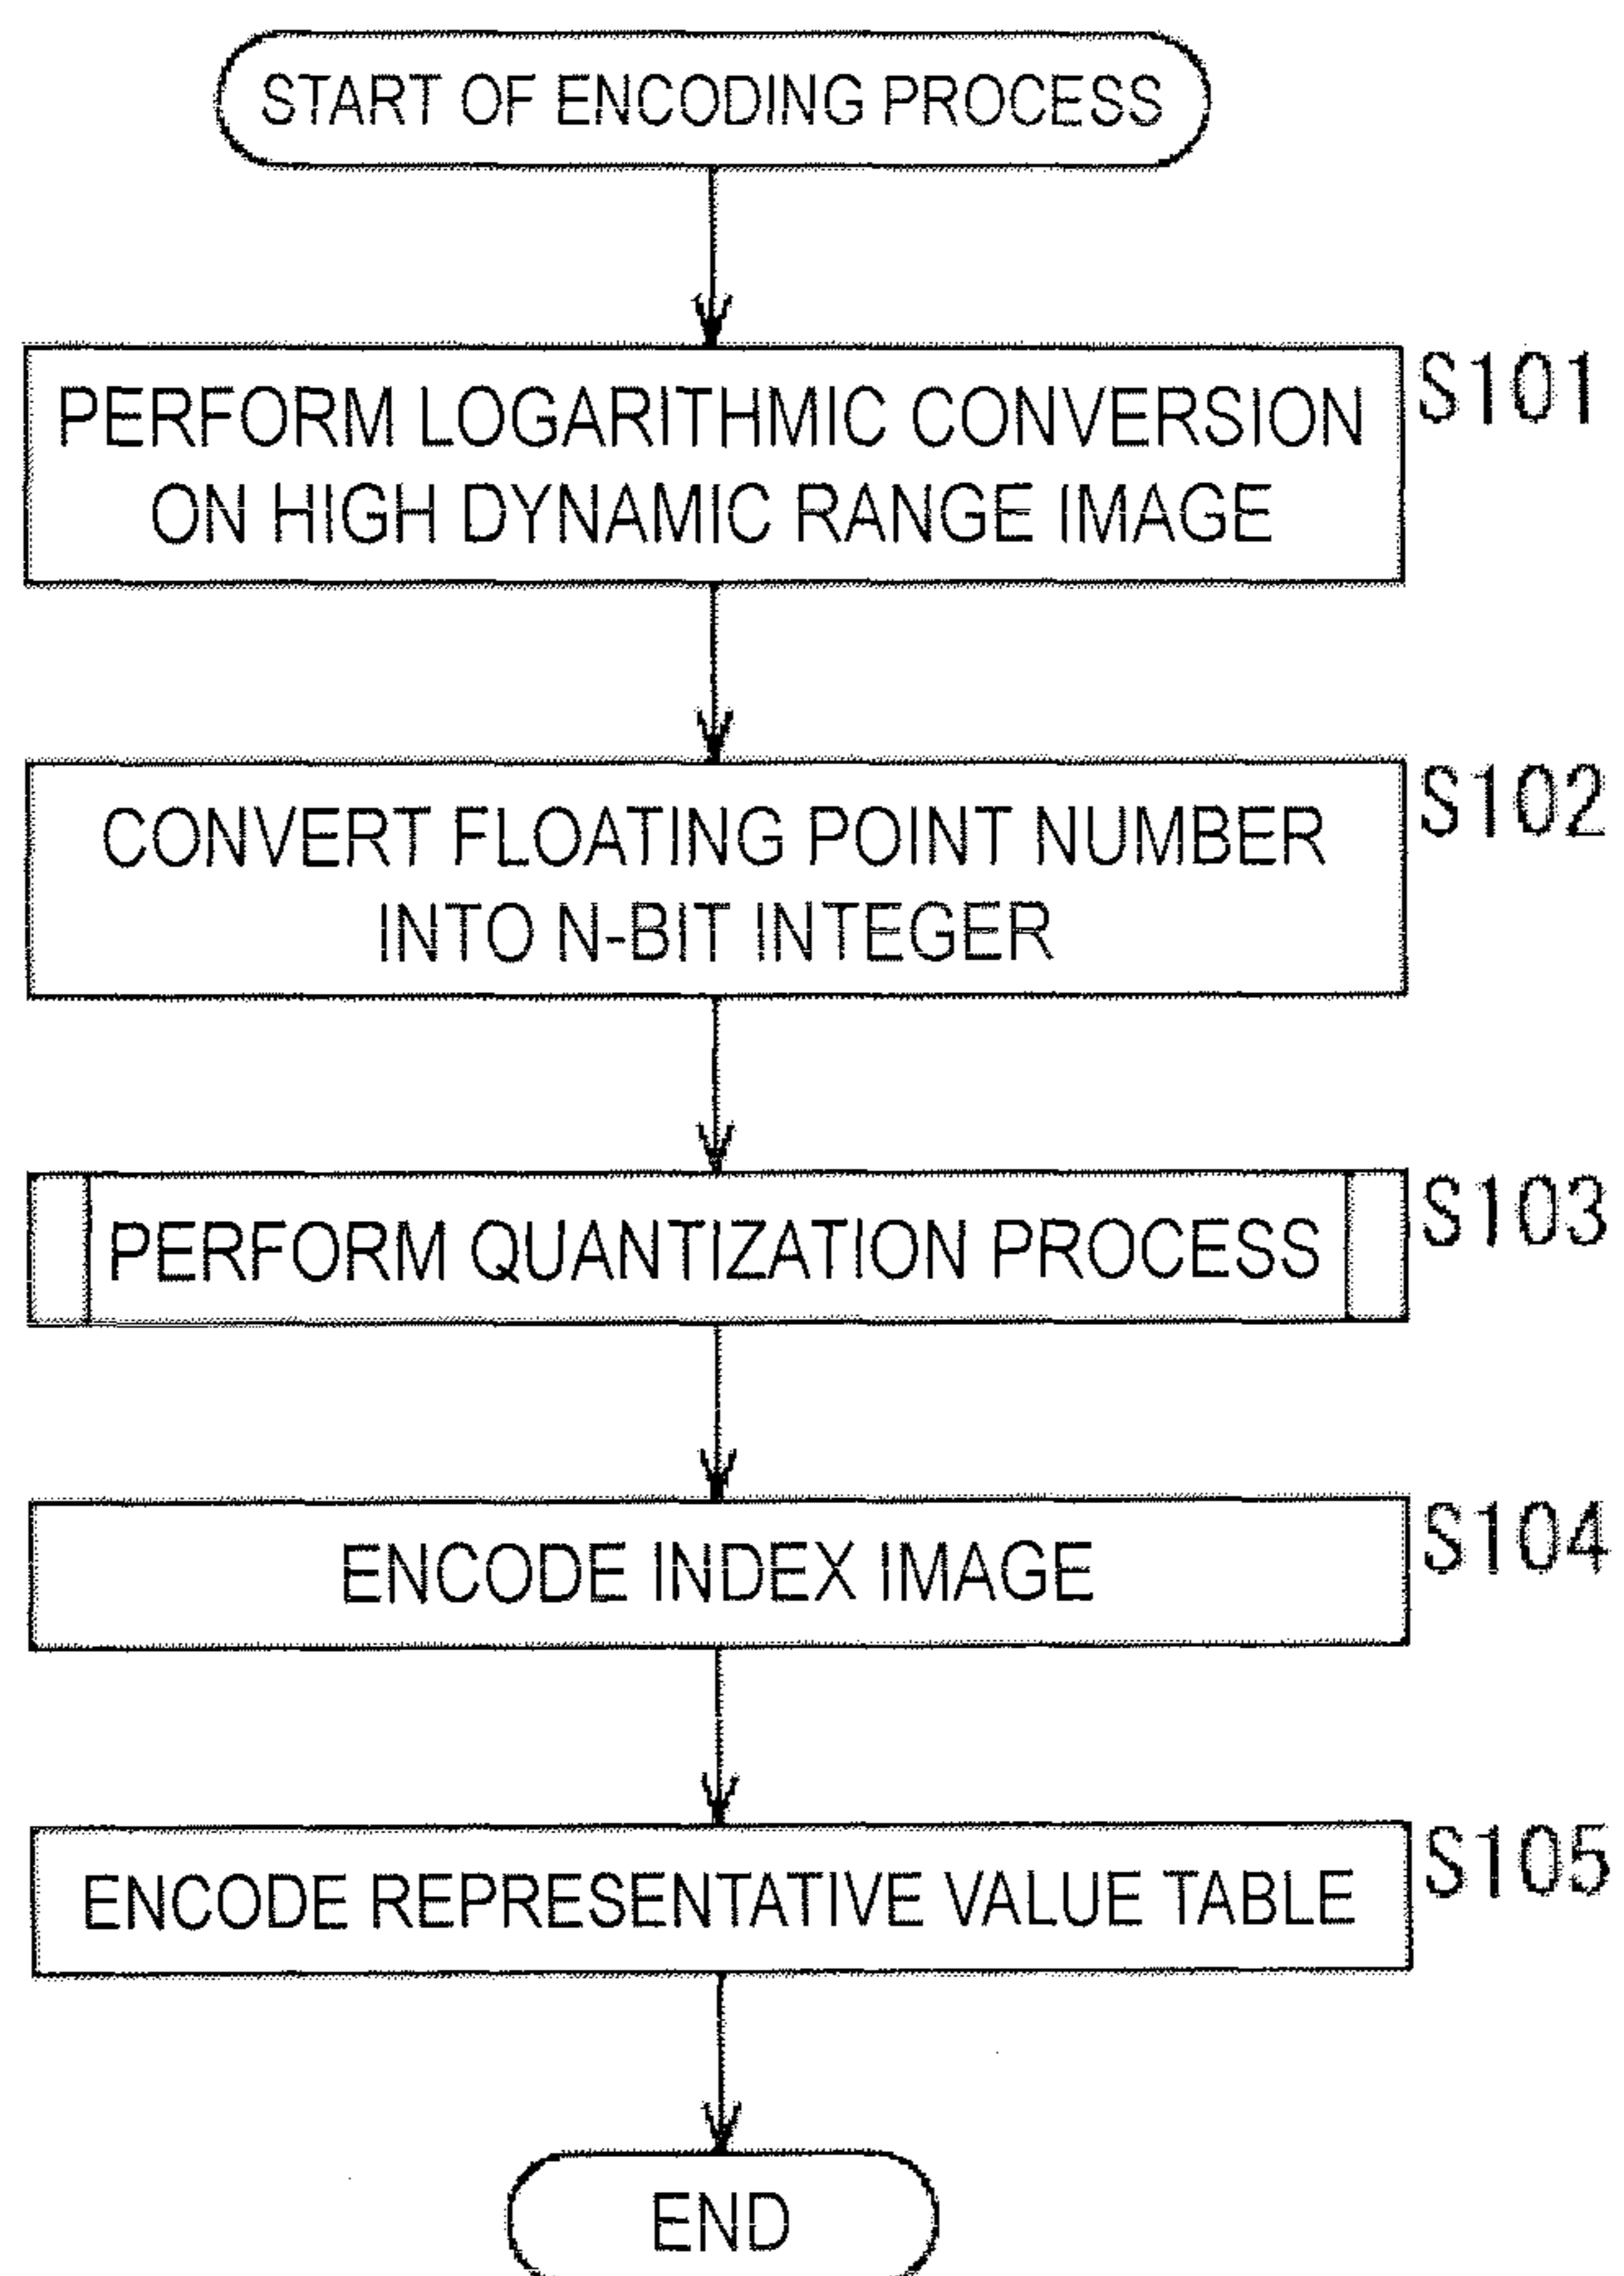 START OF ENCODING PROCESS
PERFORM LOGARITHMIC CONVERSION
ON HIGH DYNAMIC RANGE IMAGE
S101
CONVERT FLOATING POINT NUMBER
INTO N-BIT INTEGER
S102
PERFORM QUANTIZATION PROCESS
S103
ENCODE INDEX IMAGE
S104
ENCODE REPRESENTATIVE VALUE TABLE
S105
END